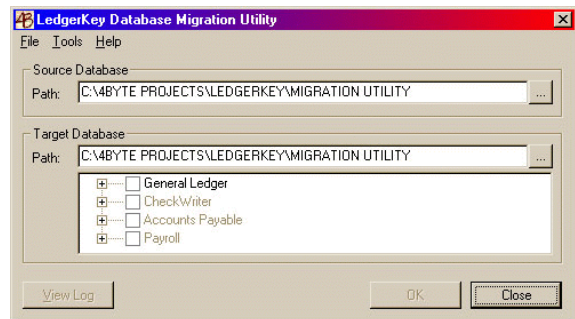 4B LedgerKey Database Migration Utility
File Tools Help
Source Database
Path: C:\4BYTE PROJECTS\LEDGERKEY\MIGRATION UTILITY ...
Target Database
Path: C:\4BYTE PROJECTS\LEDGERKEY\MIGRATION UTILITY ...
General Ledger
CheckWriter
Accounts Payable
Payroll
View Log OK Close